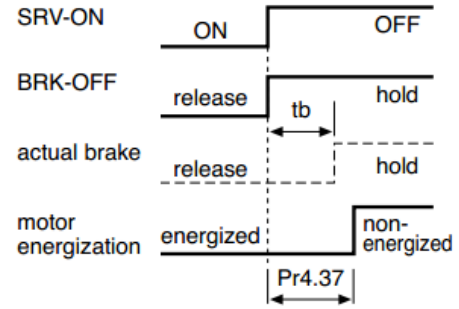 SRV-ON ON OFF
BRK-OFF release tb hold
actual brake release hold
motor
energization energized non-
energized
Pr4.37